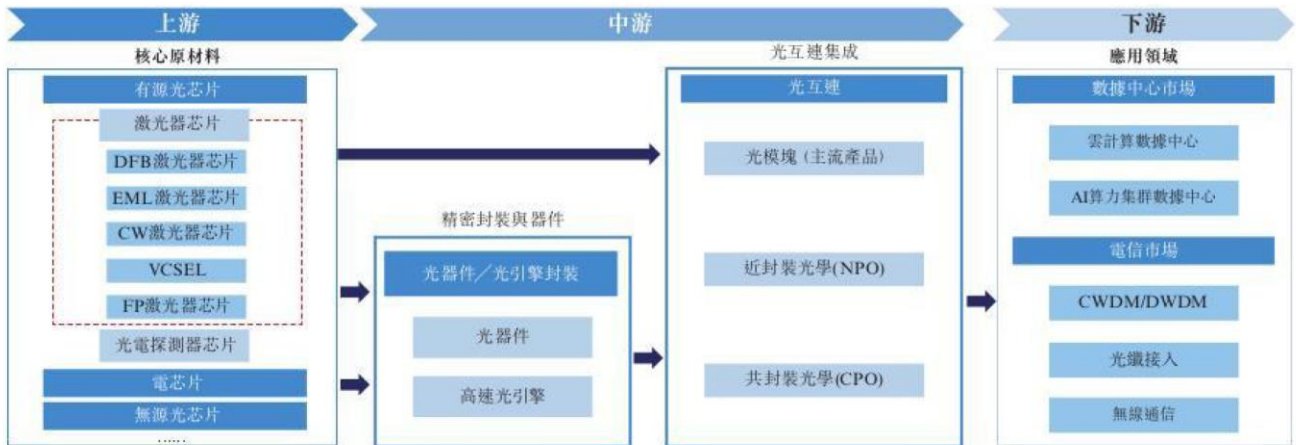 上游
核心原材料
有源光芯片
激光器芯片
DFB激光器芯片
EML激光器芯片
CW激光器芯片
VCSEL
FP激光器芯片
光電探測器芯片
電芯片
無源光芯片
……
中游
精密封裝與器件
光器件／光引擎封裝
光器件
高速光引擎
光互連集成
光互連
光模塊 (主流產品)
近封裝光學(NPO)
共封裝光學(CPO)
下游
應用領域
數據中心市場
雲計算數據中心
AI算力集群數據中心
電信市場
CWDM/DWDM
光纖接入
無線通信